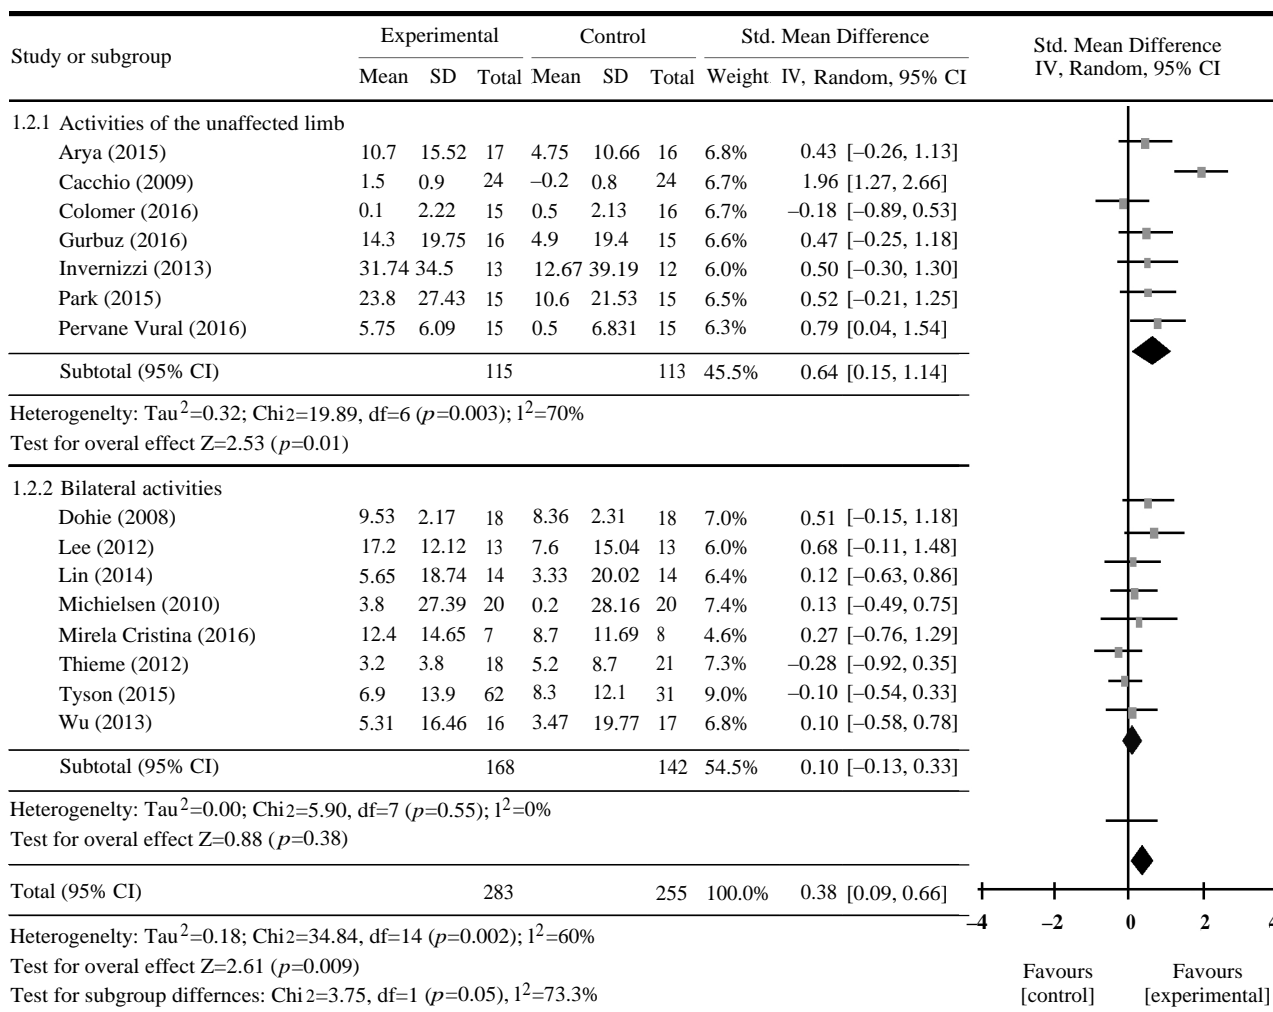 Study or subgroup Experimental Control Std. Mean Difference Std. Mean Difference
Mean SD Total Mean SD Total Weight IV, Random, 95% CI IV, Random, 95% CI
1.2.1 Activities of the unaffected limb
Arya (2015) 10.7 15.52 17 4.75 10.66 16 6.8% 0.43 [–0.26, 1.13]
Cacchio (2009) 1.5 0.9 24 –0.2 0.8 24 6.7% 1.96 [1.27, 2.66]
Colomer (2016) 0.1 2.22 15 0.5 2.13 16 6.7% –0.18 [–0.89, 0.53]
Gurbuz (2016) 14.3 19.75 16 4.9 19.4 15 6.6% 0.47 [–0.25, 1.18]
Invernizzi (2013) 31.74 34.5 13 12.67 39.19 12 6.0% 0.50 [–0.30, 1.30]
Park (2015) 23.8 27.43 15 10.6 21.53 15 6.5% 0.52 [–0.21, 1.25]
Pervane Vural (2016) 5.75 6.09 15 0.5 6.831 15 6.3% 0.79 [0.04, 1.54]
Subtotal (95% CI) 115 113 45.5% 0.64 [0.15, 1.14]
Heterogenelty: Tau²=0.32; Chi2=19.89, df=6 (p=0.003); l²=70%
Test for overal effect Z=2.53 (p=0.01)
1.2.2 Bilateral activities
Dohie (2008) 9.53 2.17 18 8.36 2.31 18 7.0% 0.51 [–0.15, 1.18]
Lee (2012) 17.2 12.12 13 7.6 15.04 13 6.0% 0.68 [–0.11, 1.48]
Lin (2014) 5.65 18.74 14 3.33 20.02 14 6.4% 0.12 [–0.63, 0.86]
Michielsen (2010) 3.8 27.39 20 0.2 28.16 20 7.4% 0.13 [–0.49, 0.75]
Mirela Cristina (2016) 12.4 14.65 7 8.7 11.69 8 4.6% 0.27 [–0.76, 1.29]
Thieme (2012) 3.2 3.8 18 5.2 8.7 21 7.3% –0.28 [–0.92, 0.35]
Tyson (2015) 6.9 13.9 62 8.3 12.1 31 9.0% –0.10 [–0.54, 0.33]
Wu (2013) 5.31 16.46 16 3.47 19.77 17 6.8% 0.10 [–0.58, 0.78]
Subtotal (95% CI) 168 142 54.5% 0.10 [–0.13, 0.33]
Heterogenelty: Tau²=0.00; Chi2=5.90, df=7 (p=0.55); l²=0%
Test for overal effect Z=0.88 (p=0.38)
Total (95% CI) 283 255 100.0% 0.38 [0.09, 0.66]
–4 –2 0 2 4
Heterogenelty: Tau²=0.18; Chi2=34.84, df=14 (p=0.002); l²=60%
Test for overal effect Z=2.61 (p=0.009)
Test for subgroup differnces: Chi2=3.75, df=1 (p=0.05), l²=73.3%
Favours Favours
[control] [experimental]